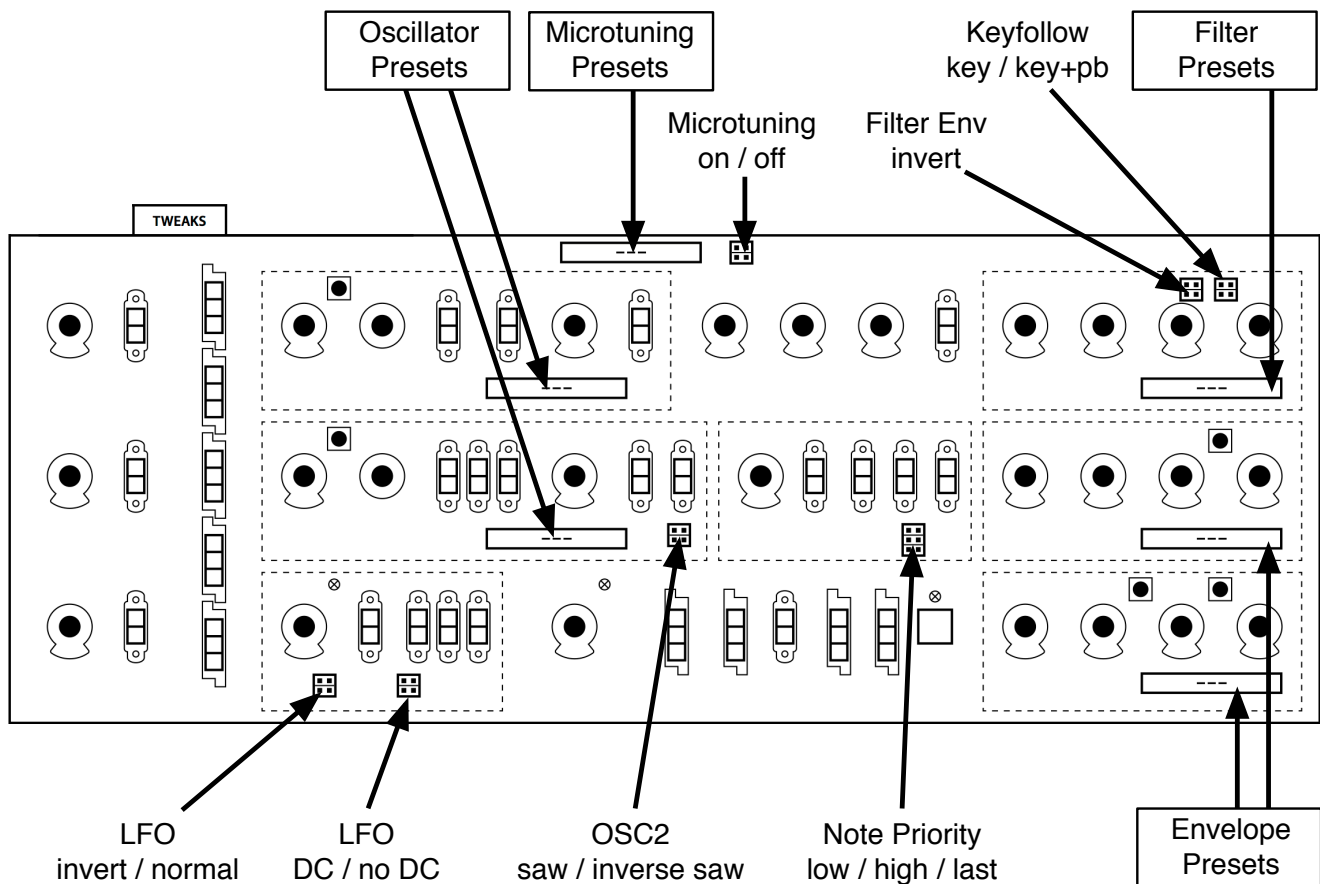 Oscillator
Presets
Microtuning
Presets
Keyfollow
key / key+pb
Filter
Presets
Microtuning
on / off
Filter Env
invert
TWEAKS
LFO
invert / normal
LFO
DC / no DC
OSC2
saw / inverse saw
Note Priority
low / high / last
Envelope
Presets